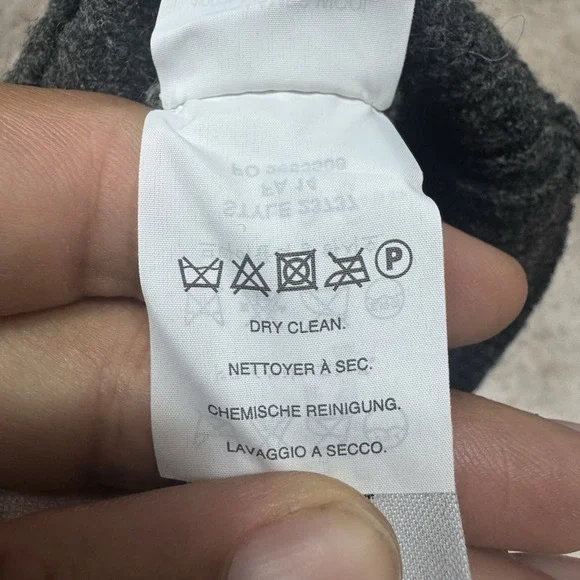 P
DRY CLEAN.
NETTOYER À SEC.
CHEMISCHE REINIGUNG.
LAVAGGIO A SECCO.